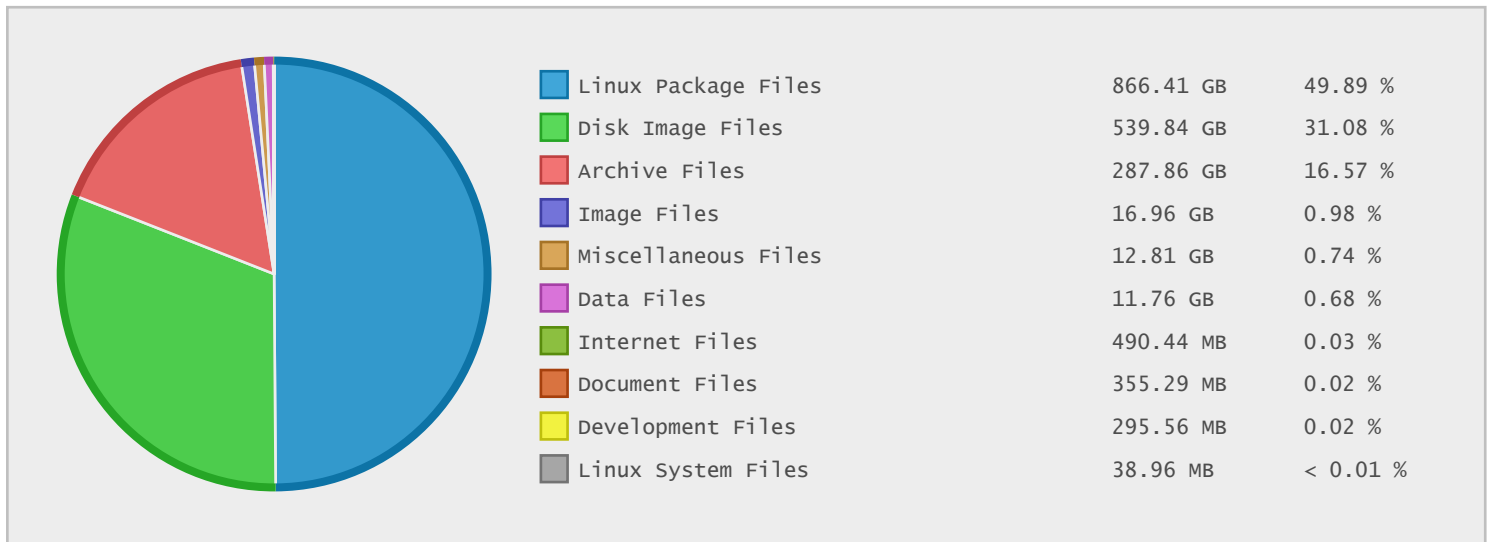 Linux Package Files 866.41 GB 49.89 %
Disk Image Files 539.84 GB 31.08 %
Archive Files 287.86 GB 16.57 %
Image Files 16.96 GB 0.98 %
Miscellaneous Files 12.81 GB 0.74 %
Data Files 11.76 GB 0.68 %
Internet Files 490.44 MB 0.03 %
Document Files 355.29 MB 0.02 %
Development Files 295.56 MB 0.02 %
Linux System Files 38.96 MB < 0.01 %